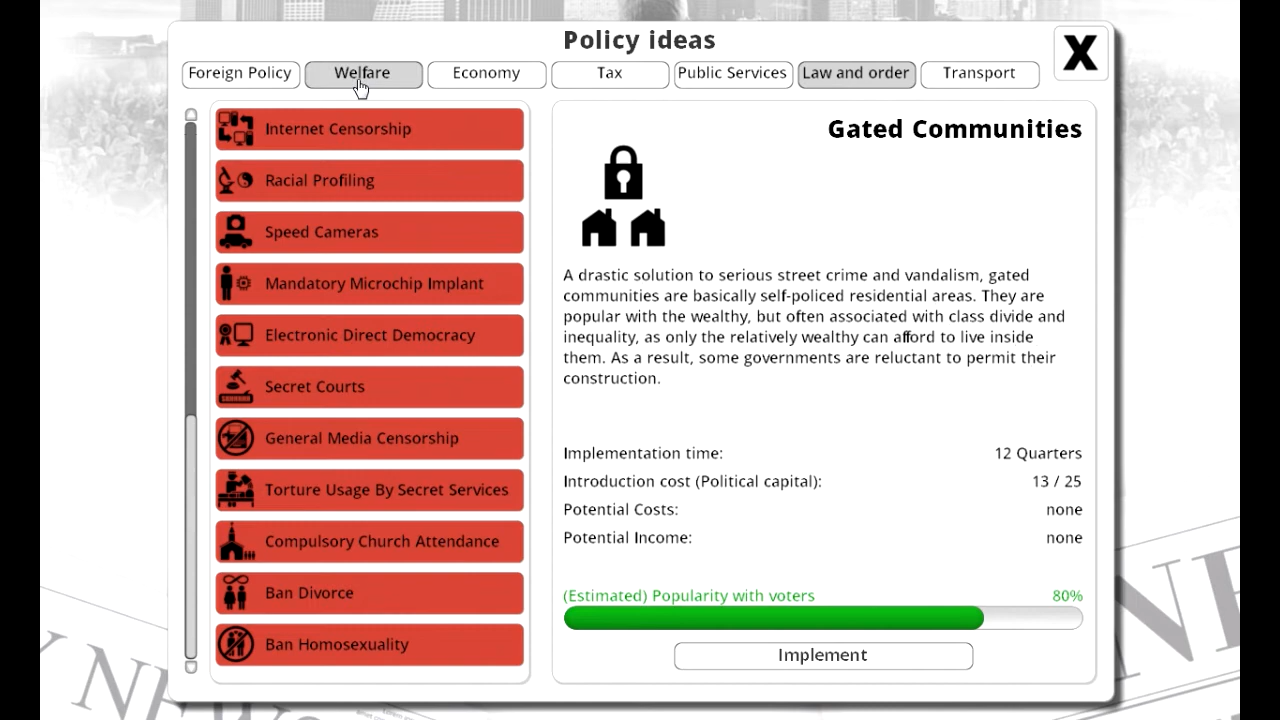 Policy ideas
X
Foreign Policy
Welfare
Economy
Tax
Public Services
Law and order
Transport
Internet Censorship
Racial Profiling
Speed Cameras
Mandatory Microchip Implant
Electronic Direct Democracy
Secret Courts
General Media Censorship
Torture Usage By Secret Services
Compulsory Church Attendance
Ban Divorce
Ban Homosexuality
Gated Communities
A drastic solution to serious street crime and vandalism, gated
communities are basically self-policed residential areas. They are
popular with the wealthy, but often associated with class divide and
inequality, as only the relatively wealthy can afford to live inside
them. As a result, some governments are reluctant to permit their
construction.
Implementation time: 12 Quarters
Introduction cost (Political capital): 13 / 25
Potential Costs: none
Potential Income: none
(Estimated) Popularity with voters 80%
Implement